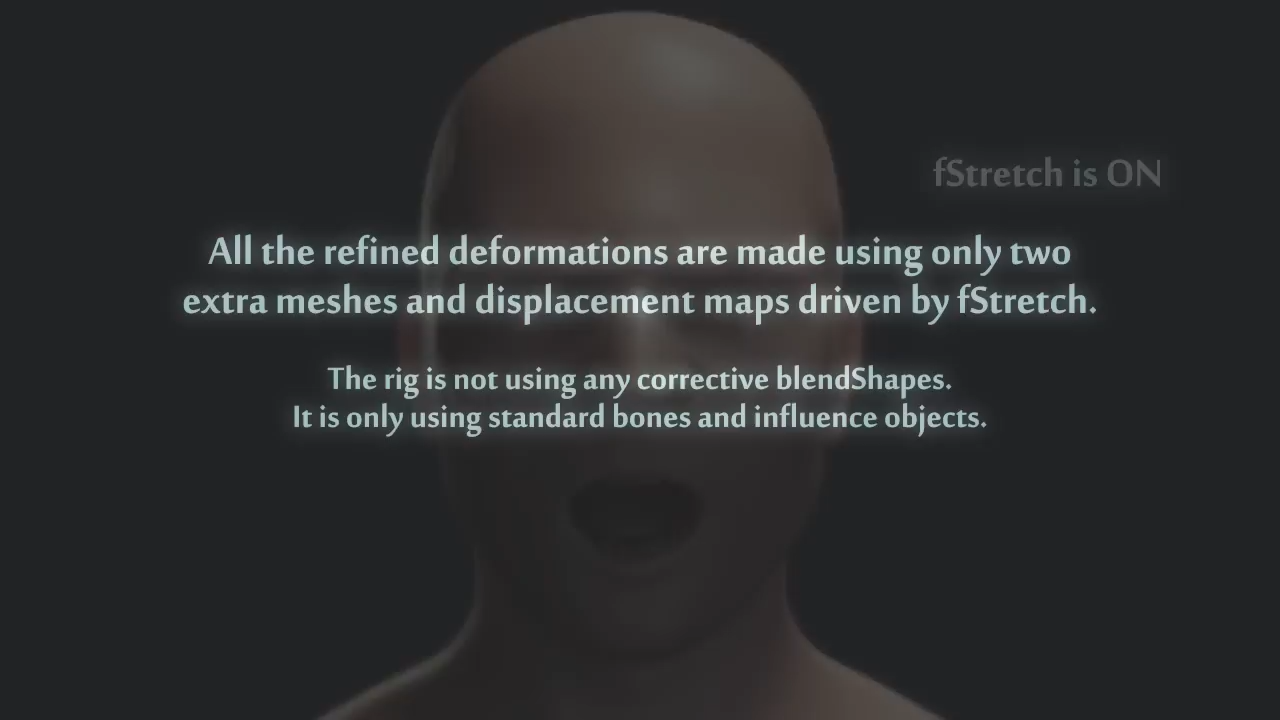 fStretch is ON
All the refined deformations are made using only two
extra meshes and displacement maps driven by fStretch.
The rig is not using any corrective blendShapes.
It is only using standard bones and influence objects.